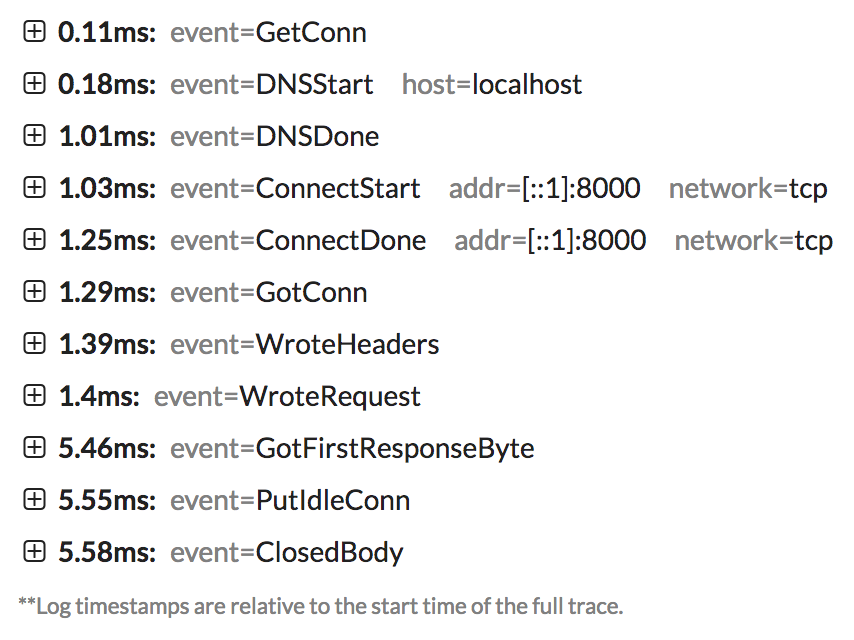 0.11ms: event=GetConn
0.18ms: event=DNSStart host=localhost
1.01ms: event=DNSDone
1.03ms: event=ConnectStart addr=[::1]:8000 network=tcp
1.25ms: event=ConnectDone addr=[::1]:8000 network=tcp
1.29ms: event=GotConn
1.39ms: event=WroteHeaders
1.4ms: event=WroteRequest
5.46ms: event=GotFirstResponseByte
5.55ms: event=PutIdleConn
5.58ms: event=ClosedBody
**Log timestamps are relative to the start time of the full trace.